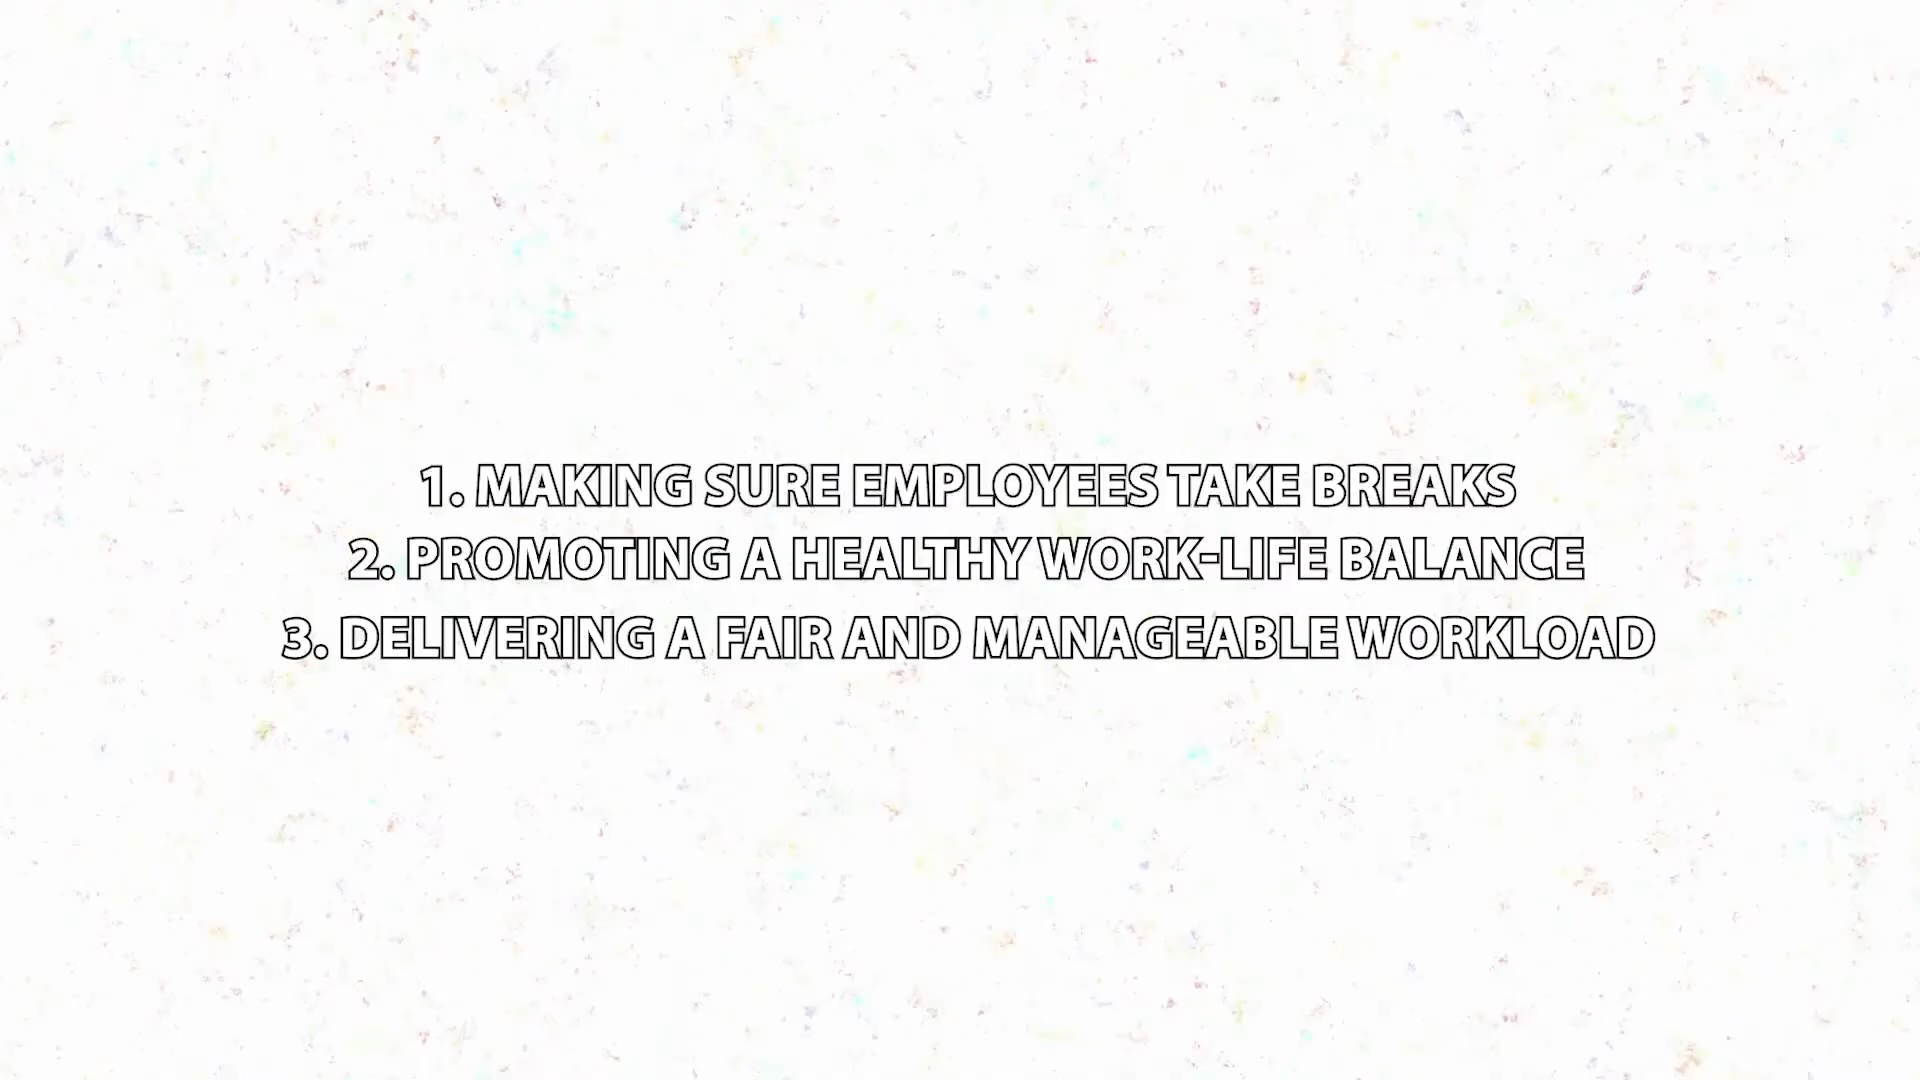 1. MAKING SURE EMPLOYEES TAKE BREAKS
2. PROMOTING A HEALTHY WORK-LIFE BALANCE
3. DELIVERING A FAIR AND MANAGEABLE WORKLOAD